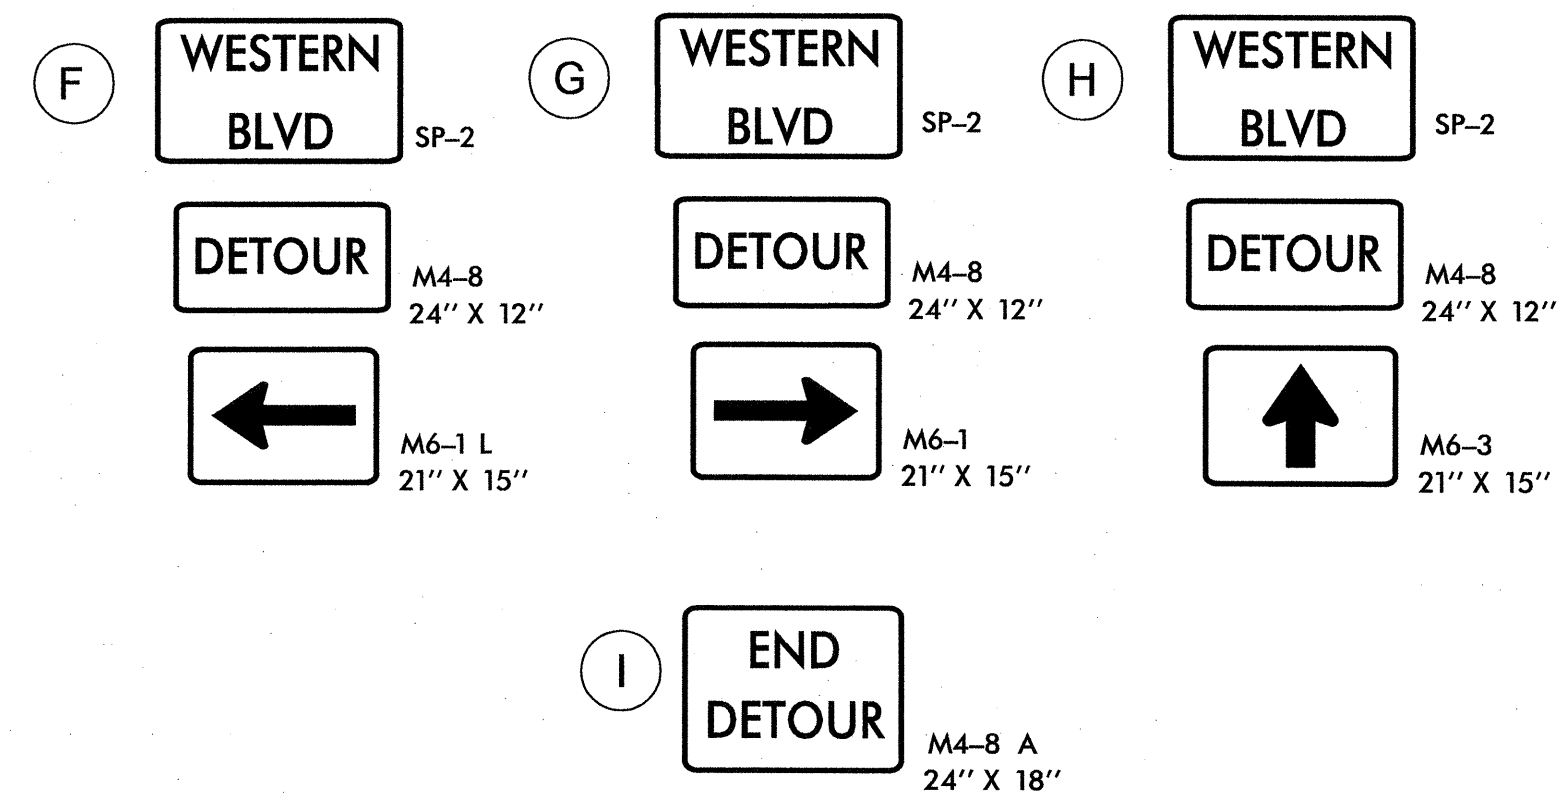 F
WESTERN
BLVD
SP–2
DETOUR
M4–8
24" X 12"
M6–1 L
21" X 15"
G
WESTERN
BLVD
SP–2
DETOUR
M4–8
24" X 12"
M6–1
21" X 15"
H
WESTERN
BLVD
SP–2
DETOUR
M4–8
24" X 12"
M6–3
21" X 15"
I
END
DETOUR
M4–8 A
24" X 18"